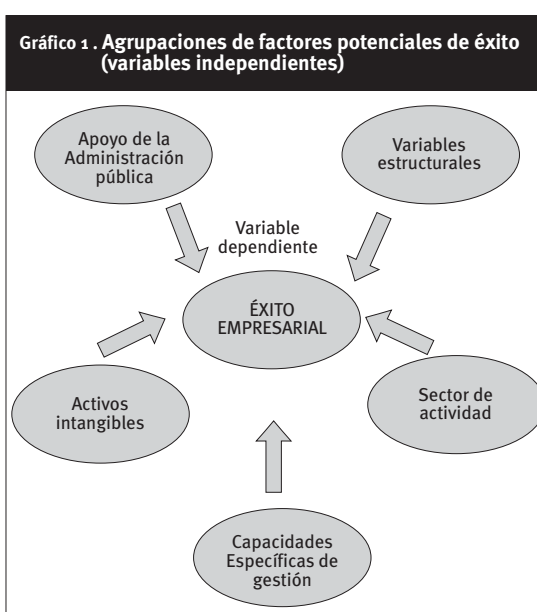 Gráfico 1 . Agrupaciones de factores potenciales de éxito
(variables independientes)
Apoyo de la
Administración
pública
Variables
estructurales
Variable
dependiente
ÉXITO
EMPRESARIAL
Activos
intangibles
Sector de
actividad
Capacidades
Específicas de
gestión